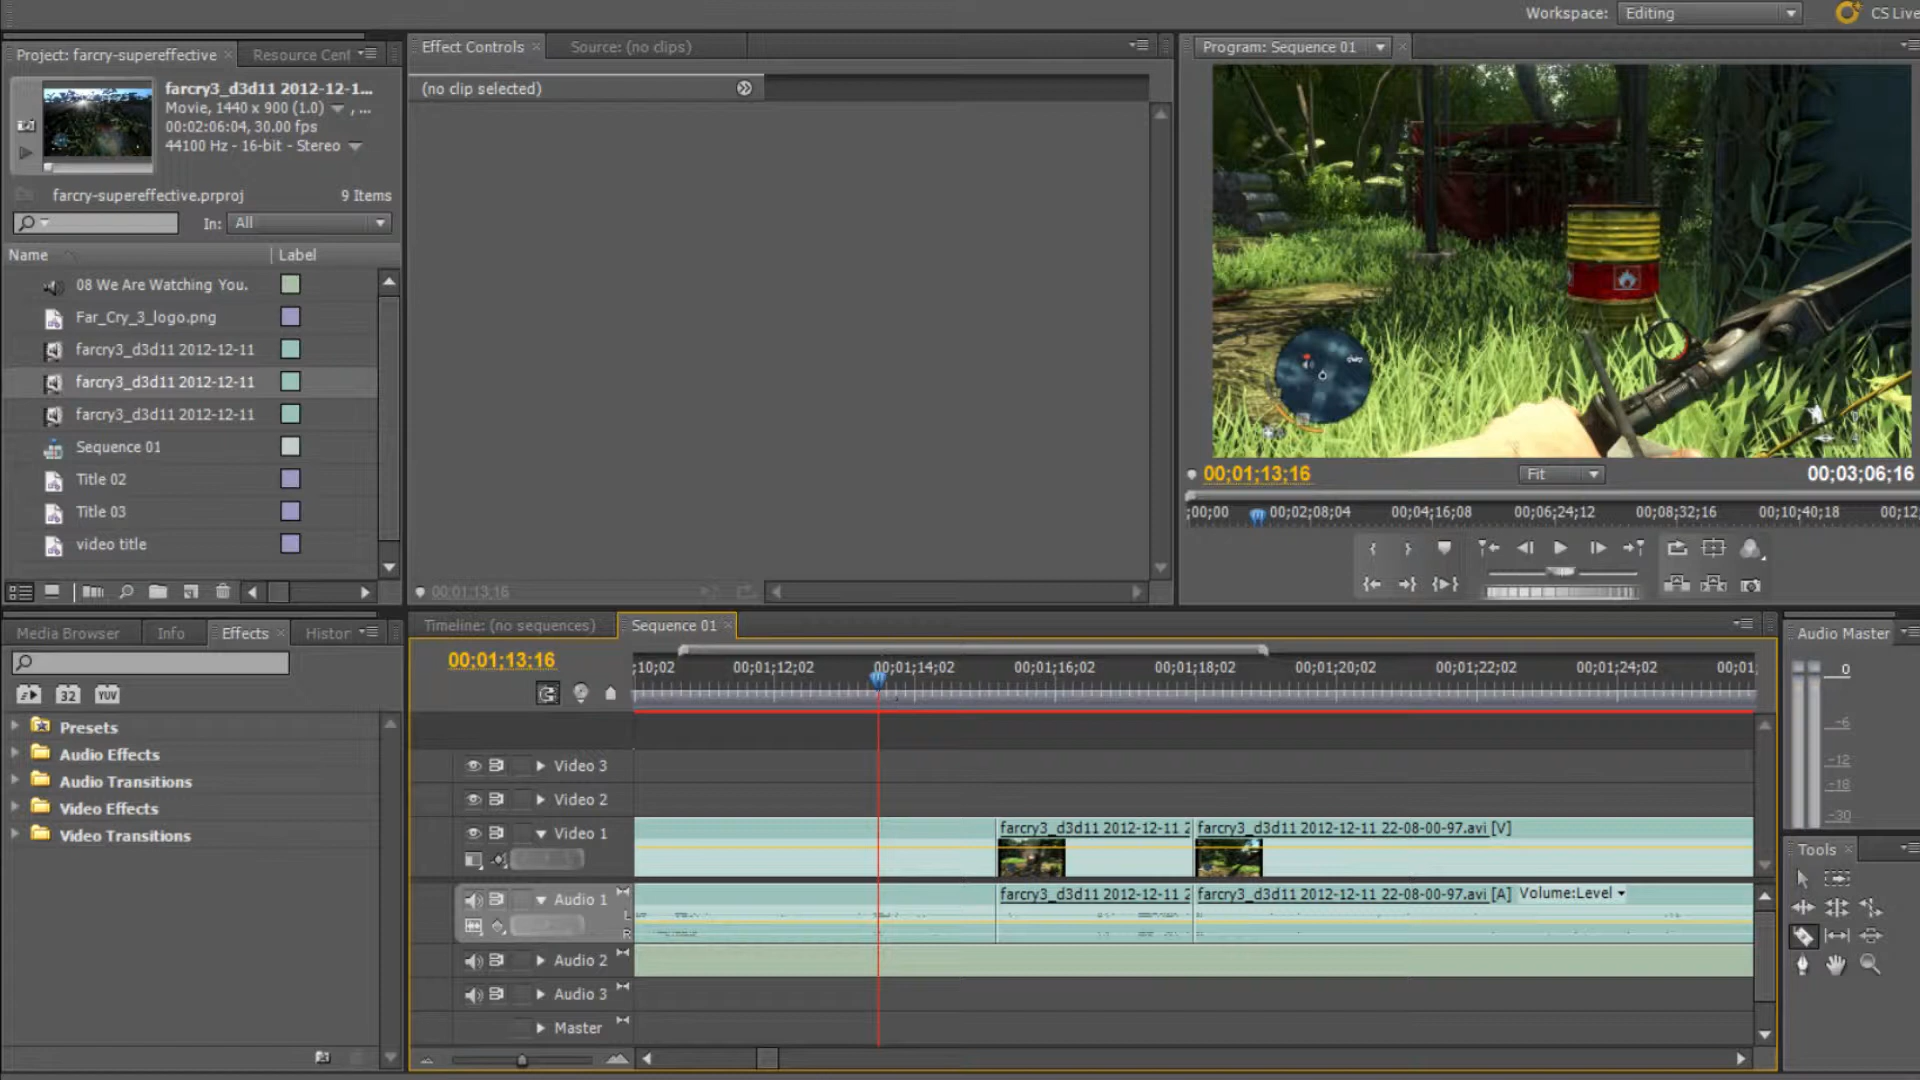 Workspace: Editing CS Live
Project: farcry-supereffective Resource Cent
farcry3_d3d11 2012-12-1...
Movie, 1440 x 900 (1.0) , ...
00:02:06:04, 30.00 fps
44100 Hz - 16-bit - Stereo
farcry-supereffective.prproj 9 Items
In: All
Name Label
08 We Are Watching You.
Far_Cry_3_logo.png
farcry3_d3d11 2012-12-11
farcry3_d3d11 2012-12-11
farcry3_d3d11 2012-12-11
Sequence 01
Title 02
Title 03
video title
Effect Controls Source: (no clips)
(no clip selected)
00;01;13;16
Program: Sequence 01
00;01;13;16 Fit 00;03;06;16
;00;00 00;02;08;04 00;04;16;08 00;06;24;12 00;08;32;16 00;10;40;18 00;12
Media Browser Info Effects Histor
32 YUV
Presets
Audio Effects
Audio Transitions
Video Effects
Video Transitions
Timeline: (no sequences) Sequence 01
00;01;13;16
;10;02 00;01;12;02 00;01;14;02 00;01;16;02 00;01;18;02 00;01;20;02 00;01;22;02 00;01;24;02 00;01;
Video 3
Video 2
Video 1
farcry3_d3d11 2012-12-11 2 farcry3_d3d11 2012-12-11 22-08-00-97.avi [V]
Audio 1
farcry3_d3d11 2012-12-11 2 farcry3_d3d11 2012-12-11 22-08-00-97.avi [A] Volume:Level
L
R
Audio 2
Audio 3
Master
Audio Master
0
-6
-12
-18
-30
Tools